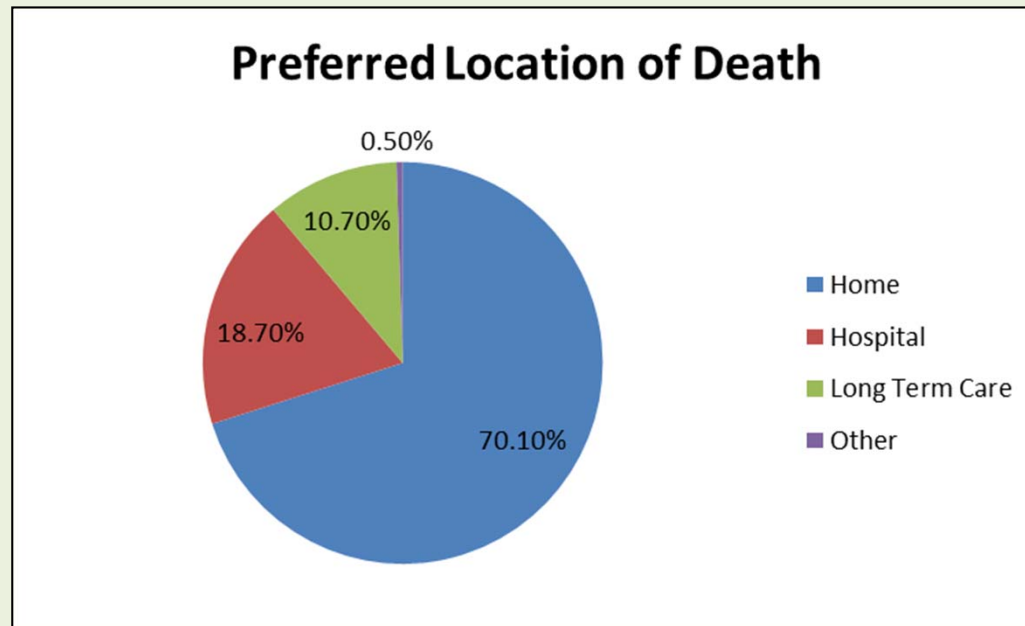 Preferred Location of Death
0.50%
10.70%
18.70%
70.10%
Home
Hospital
Long Term Care
Other